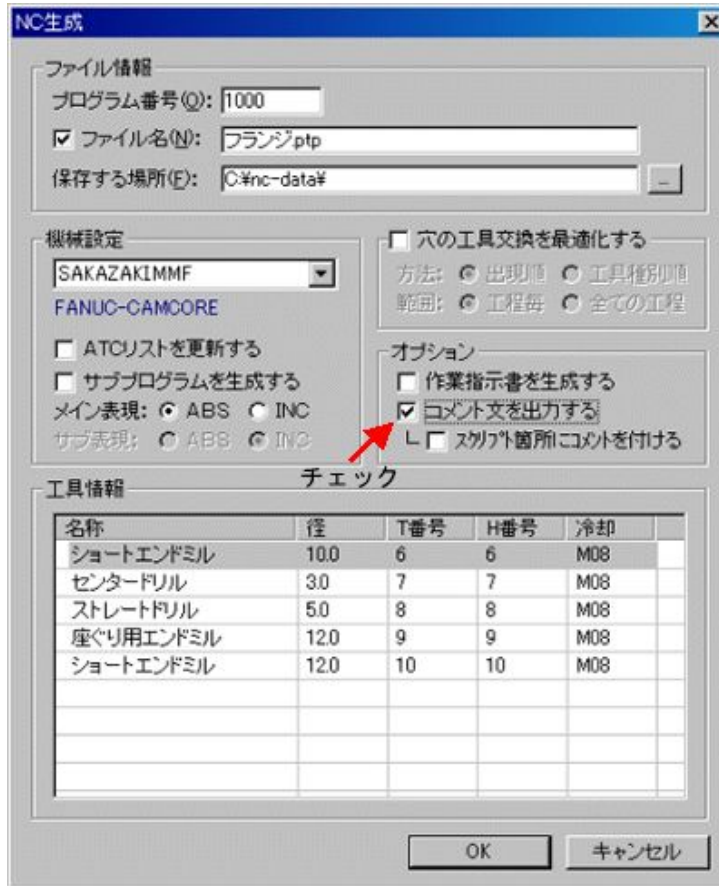 NC生成
ファイル情報
プログラム番号(O): 1000
ファイル名(N): フランジ.ptp
保存する場所(F): C:¥nc-data¥ ...
機械設定
SAKAZAKIMMF
FANUC-CAMCORE
ATCリストを更新する
サブプログラムを生成する
メイン表現: ABS INC
サブ表現: ABS INC
穴の工具交換を最適化する
方法: 出現順 工具種別順
範囲: 工程毎 全ての工程
オプション
作業指示書を生成する
コメント文を出力する
スクリプト箇所にコメントを付ける
チェック
工具情報
名称 径 T番号 H番号 冷却
ショートエンドミル 10.0 6 6 M08
センタードリル 3.0 7 7 M08
ストレートドリル 5.0 8 8 M08
座ぐり用エンドミル 12.0 9 9 M08
ショートエンドミル 12.0 10 10 M08
OK キャンセル